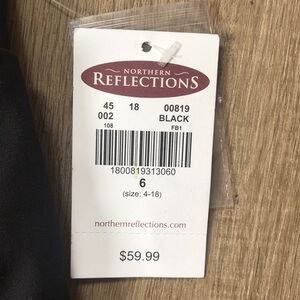 NORTHERN
REFLECTIONS
45 18 00819
002 BLACK
108 FB1
1800819313060
6
(size: 4-18)
northernreflections.com
$59.99